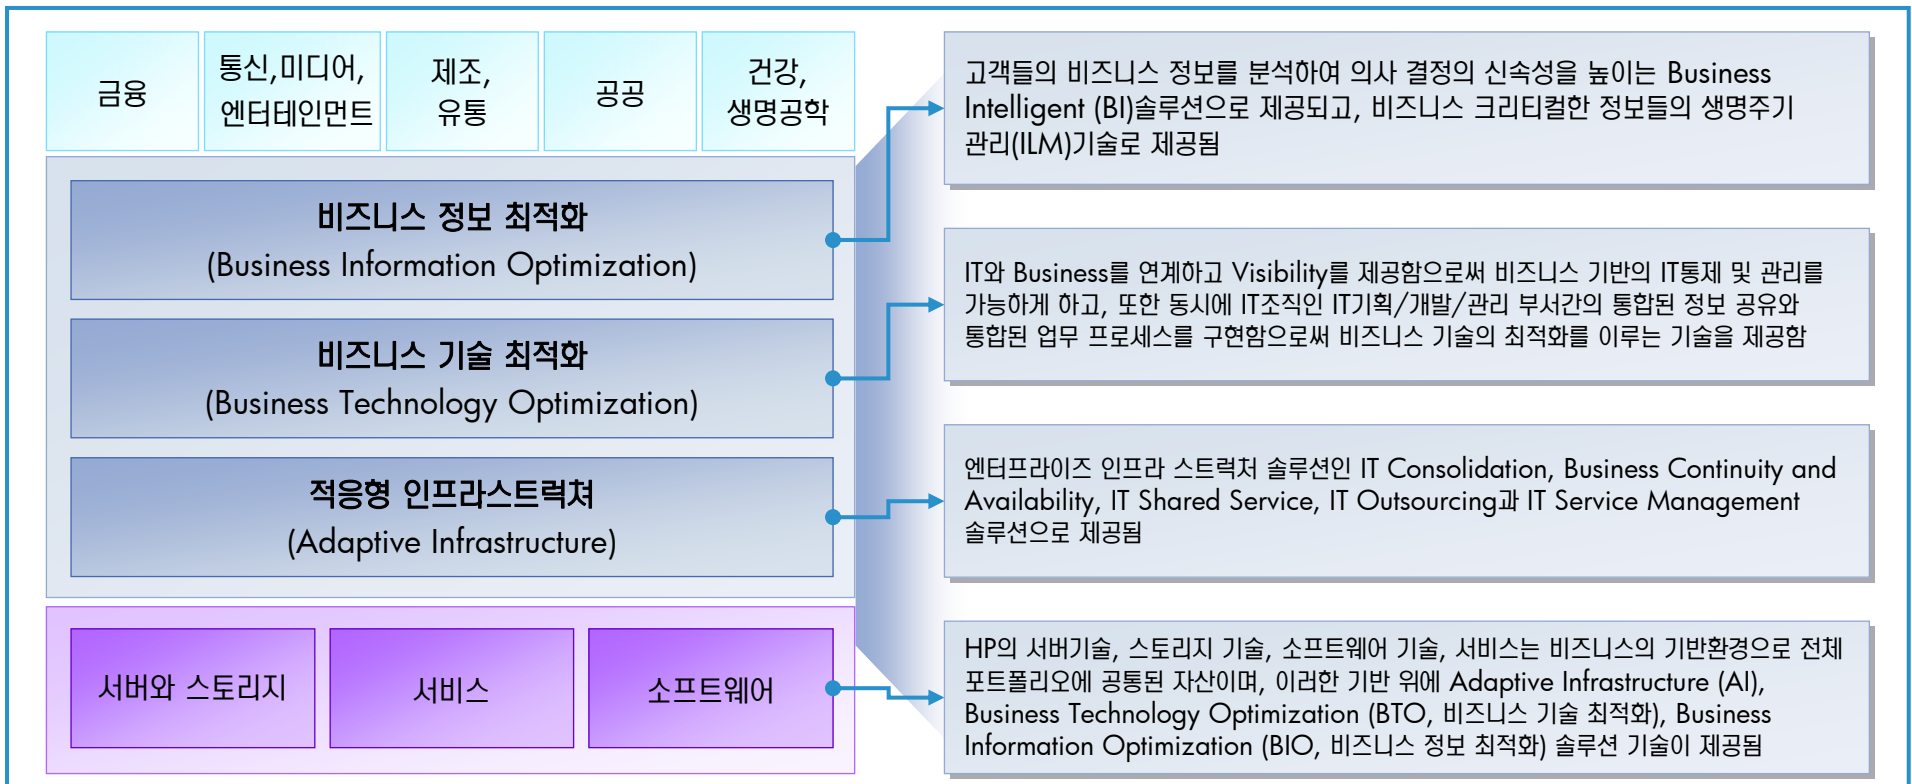 금융
통신,미디어,
엔터테인먼트
제조,
유통
공공
건강,
생명공학
비즈니스 정보 최적화
(Business Information Optimization)
비즈니스 기술 최적화
(Business Technology Optimization)
적응형 인프라스트럭쳐
(Adaptive Infrastructure)
서버와 스토리지
서비스
소프트웨어
고객들의 비즈니스 정보를 분석하여 의사 결정의 신속성을 높이는 Business
Intelligent (BI)솔루션으로 제공되고, 비즈니스 크리티컬한 정보들의 생명주기
관리(ILM)기술로 제공됨
IT와 Business를 연계하고 Visibility를 제공함으로써 비즈니스 기반의 IT통제 및 관리를
가능하게 하고, 또한 동시에 IT조직인 IT기획/개발/관리 부서간의 통합된 정보 공유와
통합된 업무 프로세스를 구현함으로써 비즈니스 기술의 최적화를 이루는 기술을 제공함
엔터프라이즈 인프라 스트럭처 솔루션인 IT Consolidation, Business Continuity and
Availability, IT Shared Service, IT Outsourcing과 IT Service Management
솔루션으로 제공됨
HP의 서버기술, 스토리지 기술, 소프트웨어 기술, 서비스는 비즈니스의 기반환경으로 전체
포트폴리오에 공통된 자산이며, 이러한 기반 위에 Adaptive Infrastructure (AI),
Business Technology Optimization (BTO, 비즈니스 기술 최적화), Business
Information Optimization (BIO, 비즈니스 정보 최적화) 솔루션 기술이 제공됨